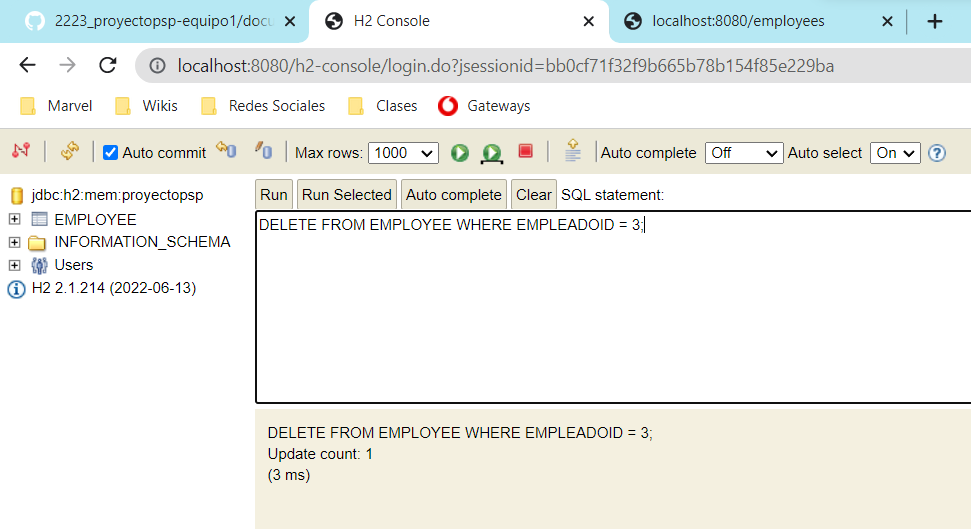 2223_proyectopsp-equipo1/docu
H2 Console
localhost:8080/employees
localhost:8080/h2-console/login.do?jsessionid=bb0cf71f32f9b665b78b154f85e229ba
Marvel Wikis Redes Sociales Clases Gateways
Auto commit Max rows: 1000 Auto complete Off Auto select On ?
jdbc:h2:mem:proyectopsp
EMPLOYEE
INFORMATION_SCHEMA
Users
H2 2.1.214 (2022-06-13)
Run Run Selected Auto complete Clear SQL statement:
DELETE FROM EMPLOYEE WHERE EMPLEADOID = 3;
DELETE FROM EMPLOYEE WHERE EMPLEADOID = 3;
Update count: 1
(3 ms)